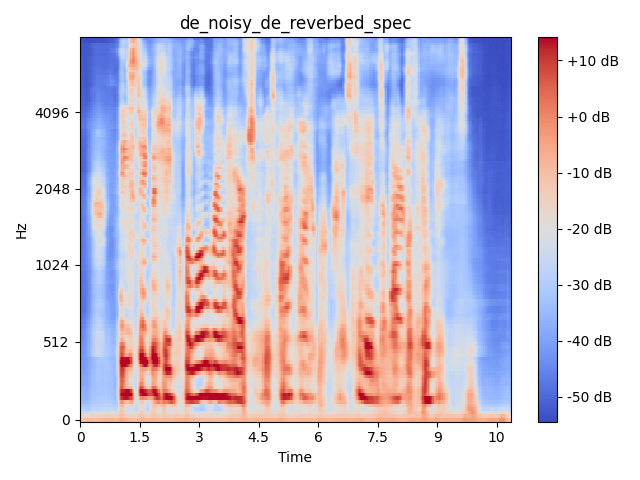 de_noisy_de_reverbed_spec
4096
2048
1024
512
0
Hz
0 1.5 3 4.5 6 7.5 9 10
Time
+10 dB
+0 dB
-10 dB
-20 dB
-30 dB
-40 dB
-50 dB